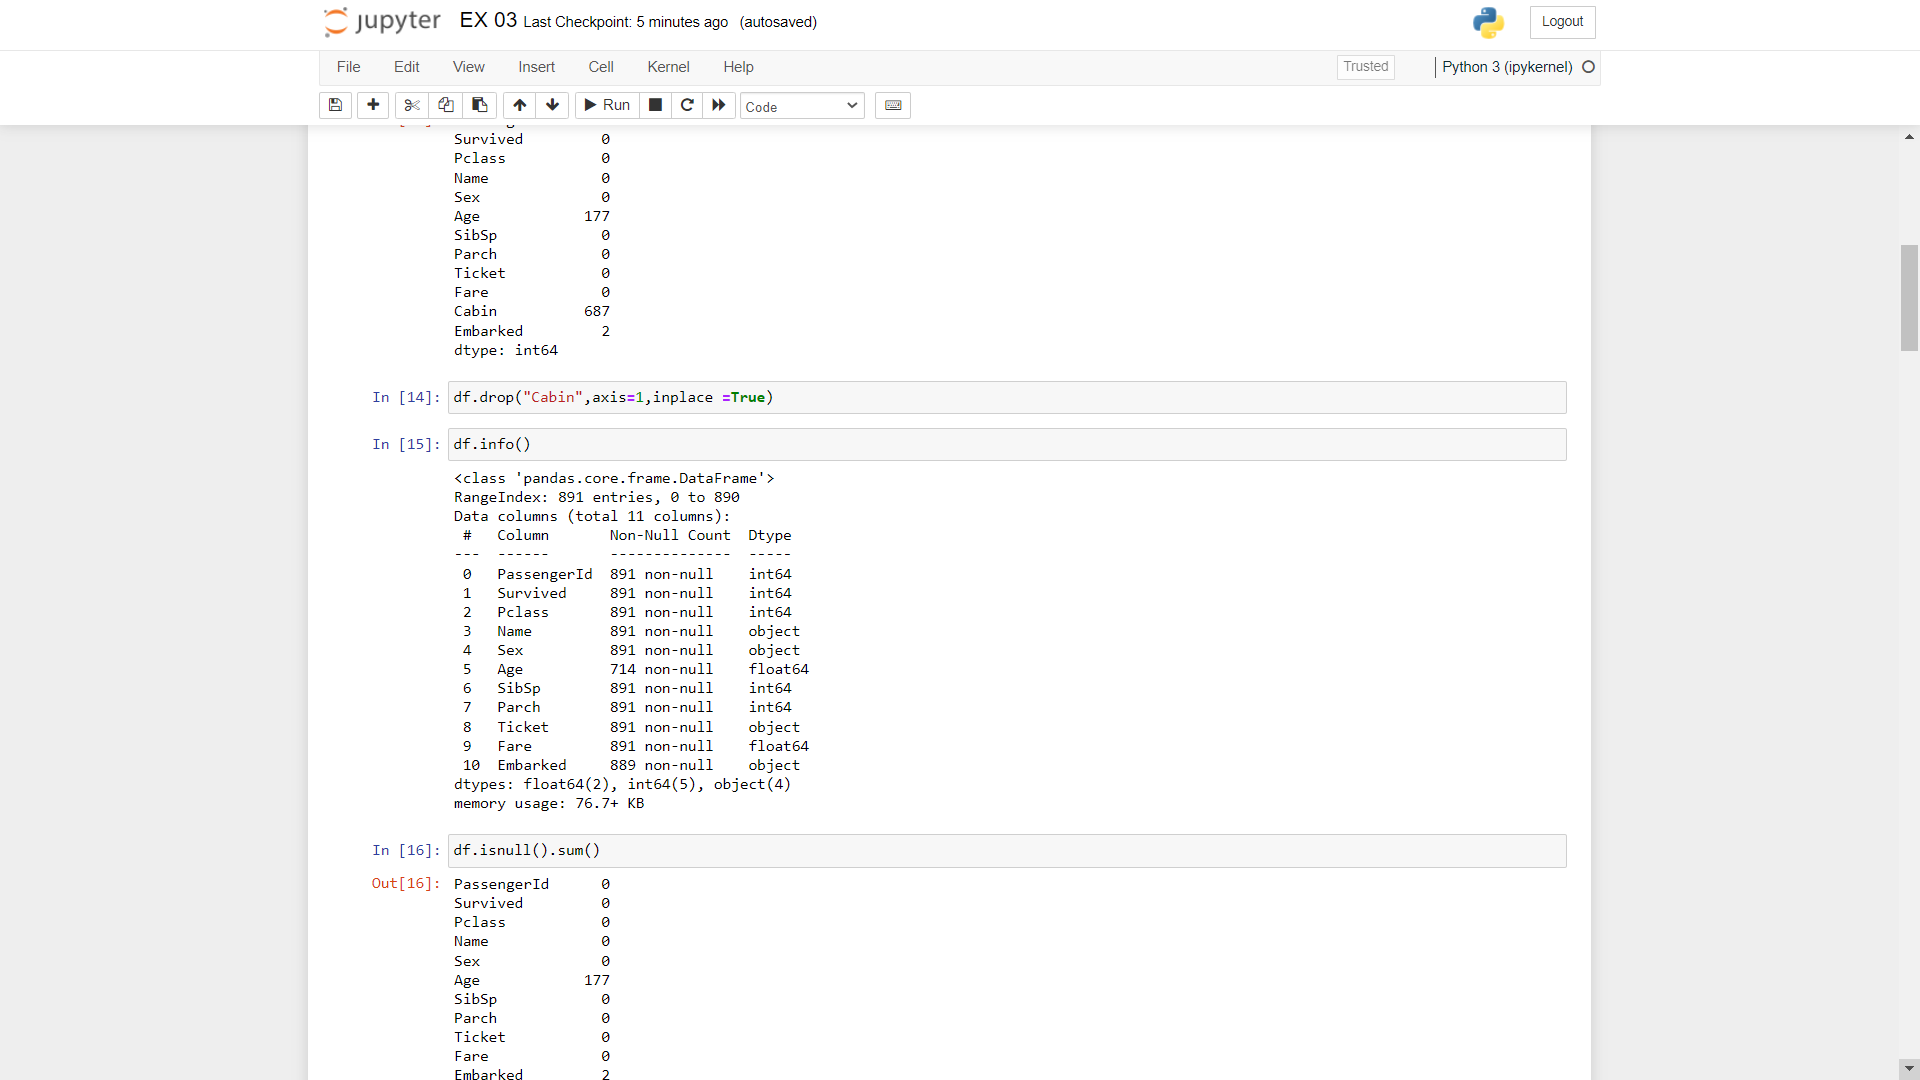 jupyter EX 03 Last Checkpoint: 5 minutes ago (autosaved) Logout
File Edit View Insert Cell Kernel Help Trusted Python 3 (ipykernel)
Run Code
Survived 0
Pclass 0
Name 0
Sex 0
Age 177
SibSp 0
Parch 0
Ticket 0
Fare 0
Cabin 687
Embarked 2
dtype: int64
In [14]: df.drop("Cabin",axis=1,inplace =True)
In [15]: df.info()
<class 'pandas.core.frame.DataFrame'>
RangeIndex: 891 entries, 0 to 890
Data columns (total 11 columns):
# Column Non-Null Count Dtype
--- ------ -------------- -----
0 PassengerId 891 non-null int64
1 Survived 891 non-null int64
2 Pclass 891 non-null int64
3 Name 891 non-null object
4 Sex 891 non-null object
5 Age 714 non-null float64
6 SibSp 891 non-null int64
7 Parch 891 non-null int64
8 Ticket 891 non-null object
9 Fare 891 non-null float64
10 Embarked 889 non-null object
dtypes: float64(2), int64(5), object(4)
memory usage: 76.7+ KB
In [16]: df.isnull().sum()
Out[16]: PassengerId 0
Survived 0
Pclass 0
Name 0
Sex 0
Age 177
SibSp 0
Parch 0
Ticket 0
Fare 0
Embarked 2